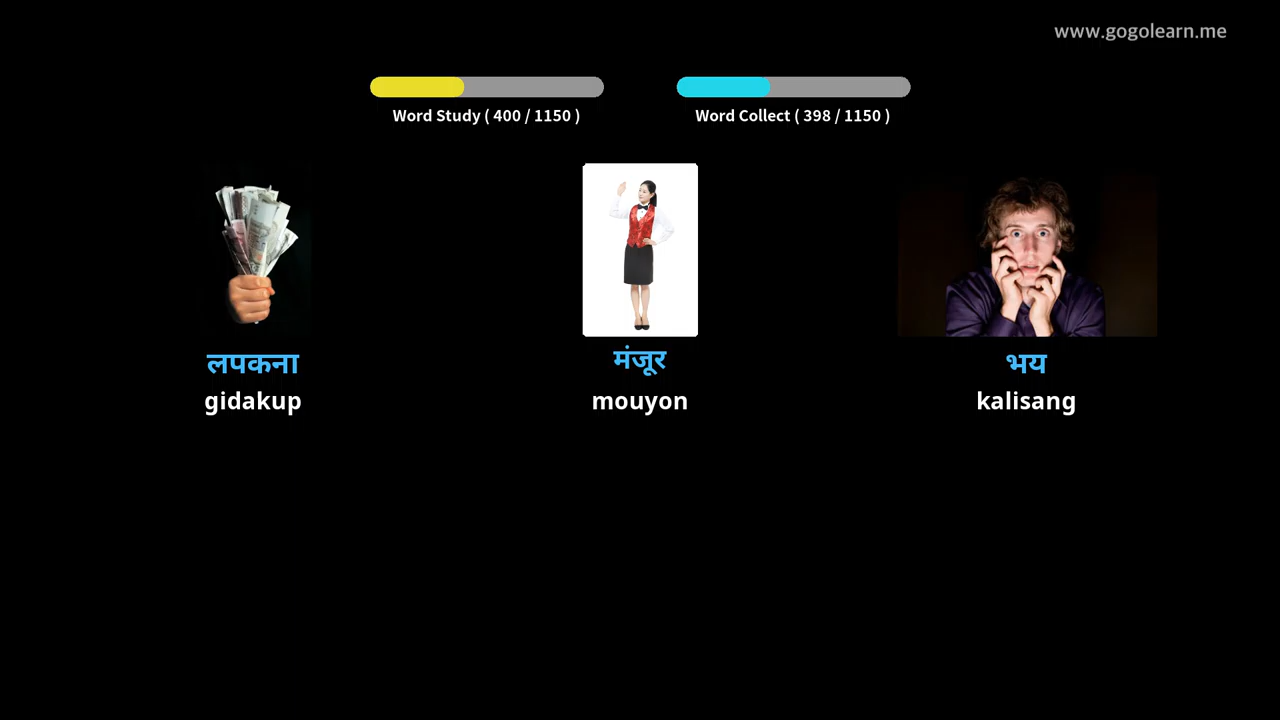 www.gogolearn.me
Word Study ( 400 / 1150 )
Word Collect ( 398 / 1150 )
लपकना
gidakup
मंजूर
mouyon
भय
kalisang